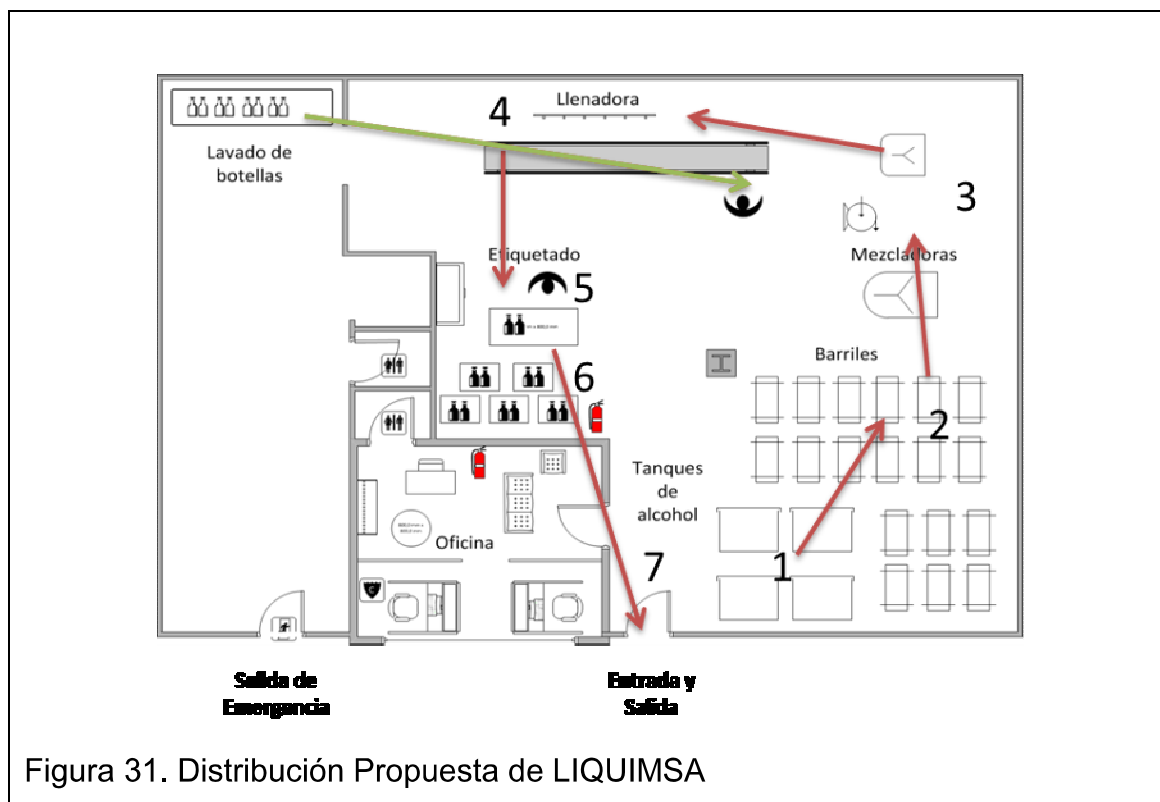 4
Llenadora
Lavado de
botellas
3
Etiquetado
Mezcladoras
5
Barriles
6
2
Tanques
de
alcohol
Oficina
7
1
Salida de
Emergancia
Entrada y
Salida
Figura 31. Distribución Propuesta de LIQUIMSA